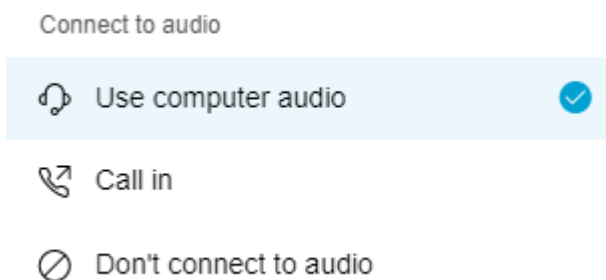 Connect to audio
Use computer audio
Call in
Don't connect to audio